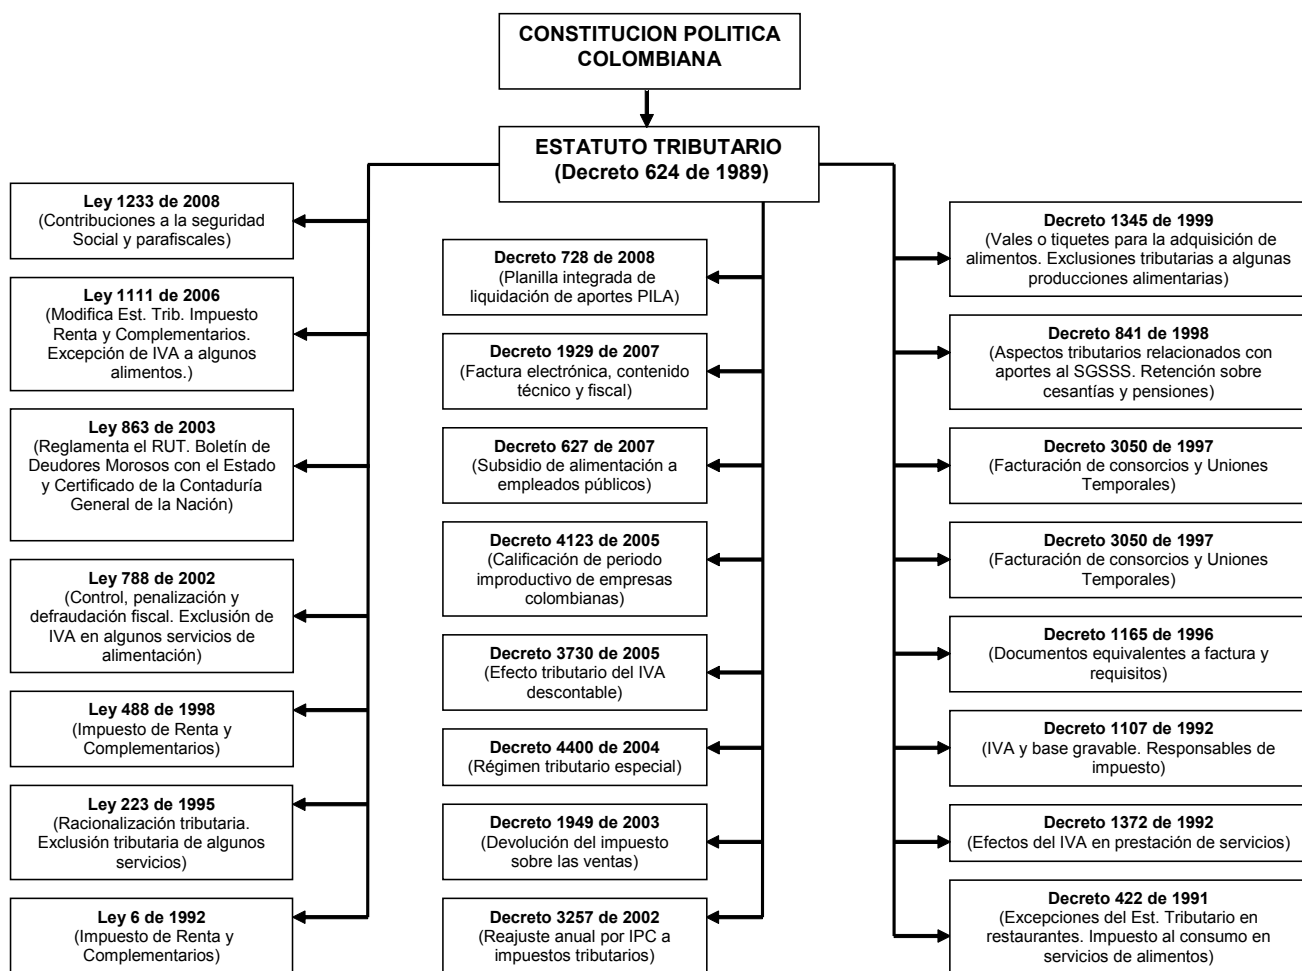 CONSTITUCION POLITICA
COLOMBIANA
ESTATUTO TRIBUTARIO
(Decreto 624 de 1989)
Ley 1233 de 2008
(Contribuciones a la seguridad
Social y parafiscales)
Ley 1111 de 2006
(Modifica Est. Trib. Impuesto
Renta y Complementarios.
Excepción de IVA a algunos
alimentos.)
Ley 863 de 2003
(Reglamenta el RUT. Boletín de
Deudores Morosos con el Estado
y Certificado de la Contaduría
General de la Nación)
Ley 788 de 2002
(Control, penalización y
defraudación fiscal. Exclusión de
IVA en algunos servicios de
alimentación)
Ley 488 de 1998
(Impuesto de Renta y
Complementarios)
Ley 223 de 1995
(Racionalización tributaria.
Exclusión tributaria de algunos
servicios)
Ley 6 de 1992
(Impuesto de Renta y
Complementarios)
Decreto 728 de 2008
(Planilla integrada de
liquidación de aportes PILA)
Decreto 1929 de 2007
(Factura electrónica, contenido
técnico y fiscal)
Decreto 627 de 2007
(Subsidio de alimentación a
empleados públicos)
Decreto 4123 de 2005
(Calificación de periodo
improductivo de empresas
colombianas)
Decreto 3730 de 2005
(Efecto tributario del IVA
descontable)
Decreto 4400 de 2004
(Régimen tributario especial)
Decreto 1949 de 2003
(Devolución del impuesto
sobre las ventas)
Decreto 3257 de 2002
(Reajuste anual por IPC a
impuestos tributarios)
Decreto 1345 de 1999
(Vales o tiquetes para la adquisición de
alimentos. Exclusiones tributarias a algunas
producciones alimentarias)
Decreto 841 de 1998
(Aspectos tributarios relacionados con
aportes al SGSSS. Retención sobre
cesantías y pensiones)
Decreto 3050 de 1997
(Facturación de consorcios y Uniones
Temporales)
Decreto 3050 de 1997
(Facturación de consorcios y Uniones
Temporales)
Decreto 1165 de 1996
(Documentos equivalentes a factura y
requisitos)
Decreto 1107 de 1992
(IVA y base gravable. Responsables de
impuesto)
Decreto 1372 de 1992
(Efectos del IVA en prestación de servicios)
Decreto 422 de 1991
(Excepciones del Est. Tributario en
restaurantes. Impuesto al consumo en
servicios de alimentos)